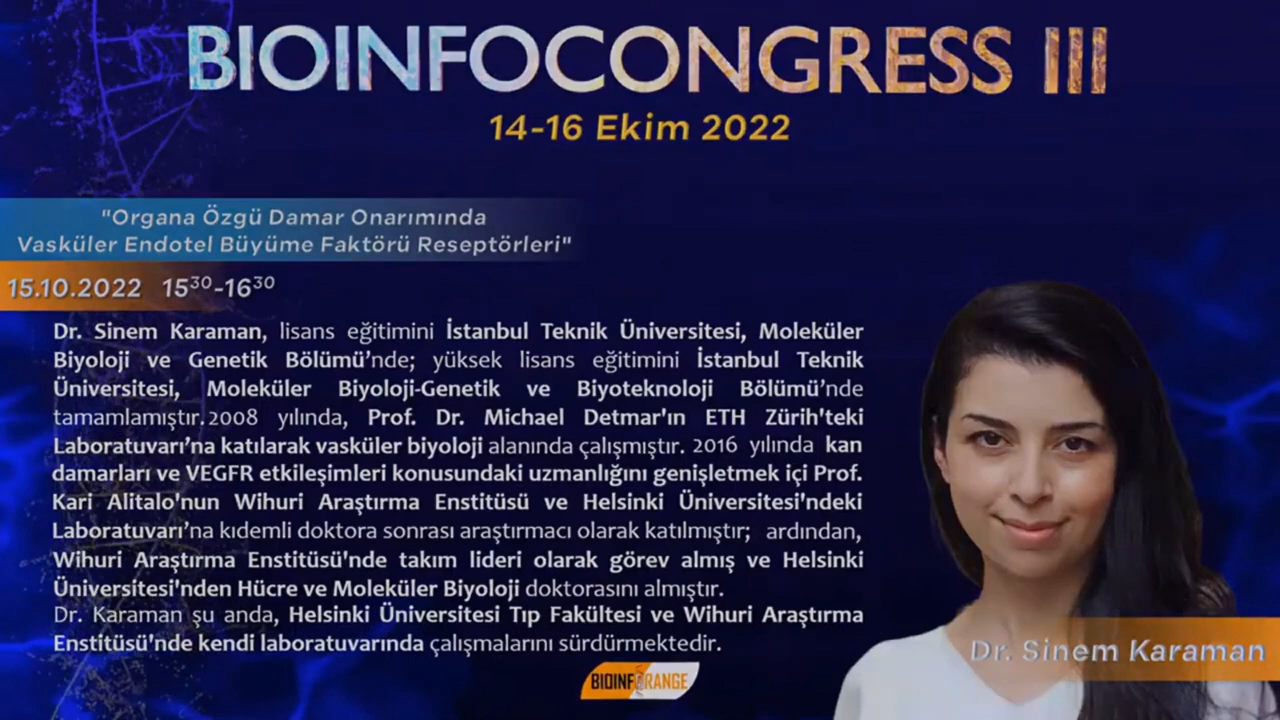 BIOINFOCONGRESS III
14-16 Ekim 2022
"Organa Özgü Damar Onarımında
Vasküler Endotel Büyüme Faktörü Reseptörleri"
15.10.2022 15³⁰-16³⁰
Dr. Sinem Karaman, lisans eğitimini İstanbul Teknik Üniversitesi, Moleküler
Biyoloji ve Genetik Bölümü’nde; yüksek lisans eğitimini İstanbul Teknik
Üniversitesi, Moleküler Biyoloji-Genetik ve Biyoteknoloji Bölümü’nde
tamamlamıştır.2008 yılında, Prof. Dr. Michael Detmar'ın ETH Zürih'teki
Laboratuvarı’na katılarak vasküler biyoloji alanında çalışmıştır. 2016 yılında kan
damarları ve VEGFR etkileşimleri konusundaki uzmanlığını genişletmek içi Prof.
Kari Alitalo'nun Wihuri Araştırma Enstitüsü ve Helsinki Üniversitesi'ndeki
Laboratuvarı’na kıdemli doktora sonrası araştırmacı olarak katılmıştır; ardından,
Wihuri Araştırma Enstitüsü'nde takım lideri olarak görev almış ve Helsinki
Üniversitesi'nden Hücre ve Moleküler Biyoloji doktorasını almıştır.
Dr. Karaman şu anda, Helsinki Üniversitesi Tıp Fakültesi ve Wihuri Araştırma
Enstitüsü'nde kendi laboratuvarında çalışmalarını sürdürmektedir.
Dr. Sinem Karaman
BIOINFORANGE